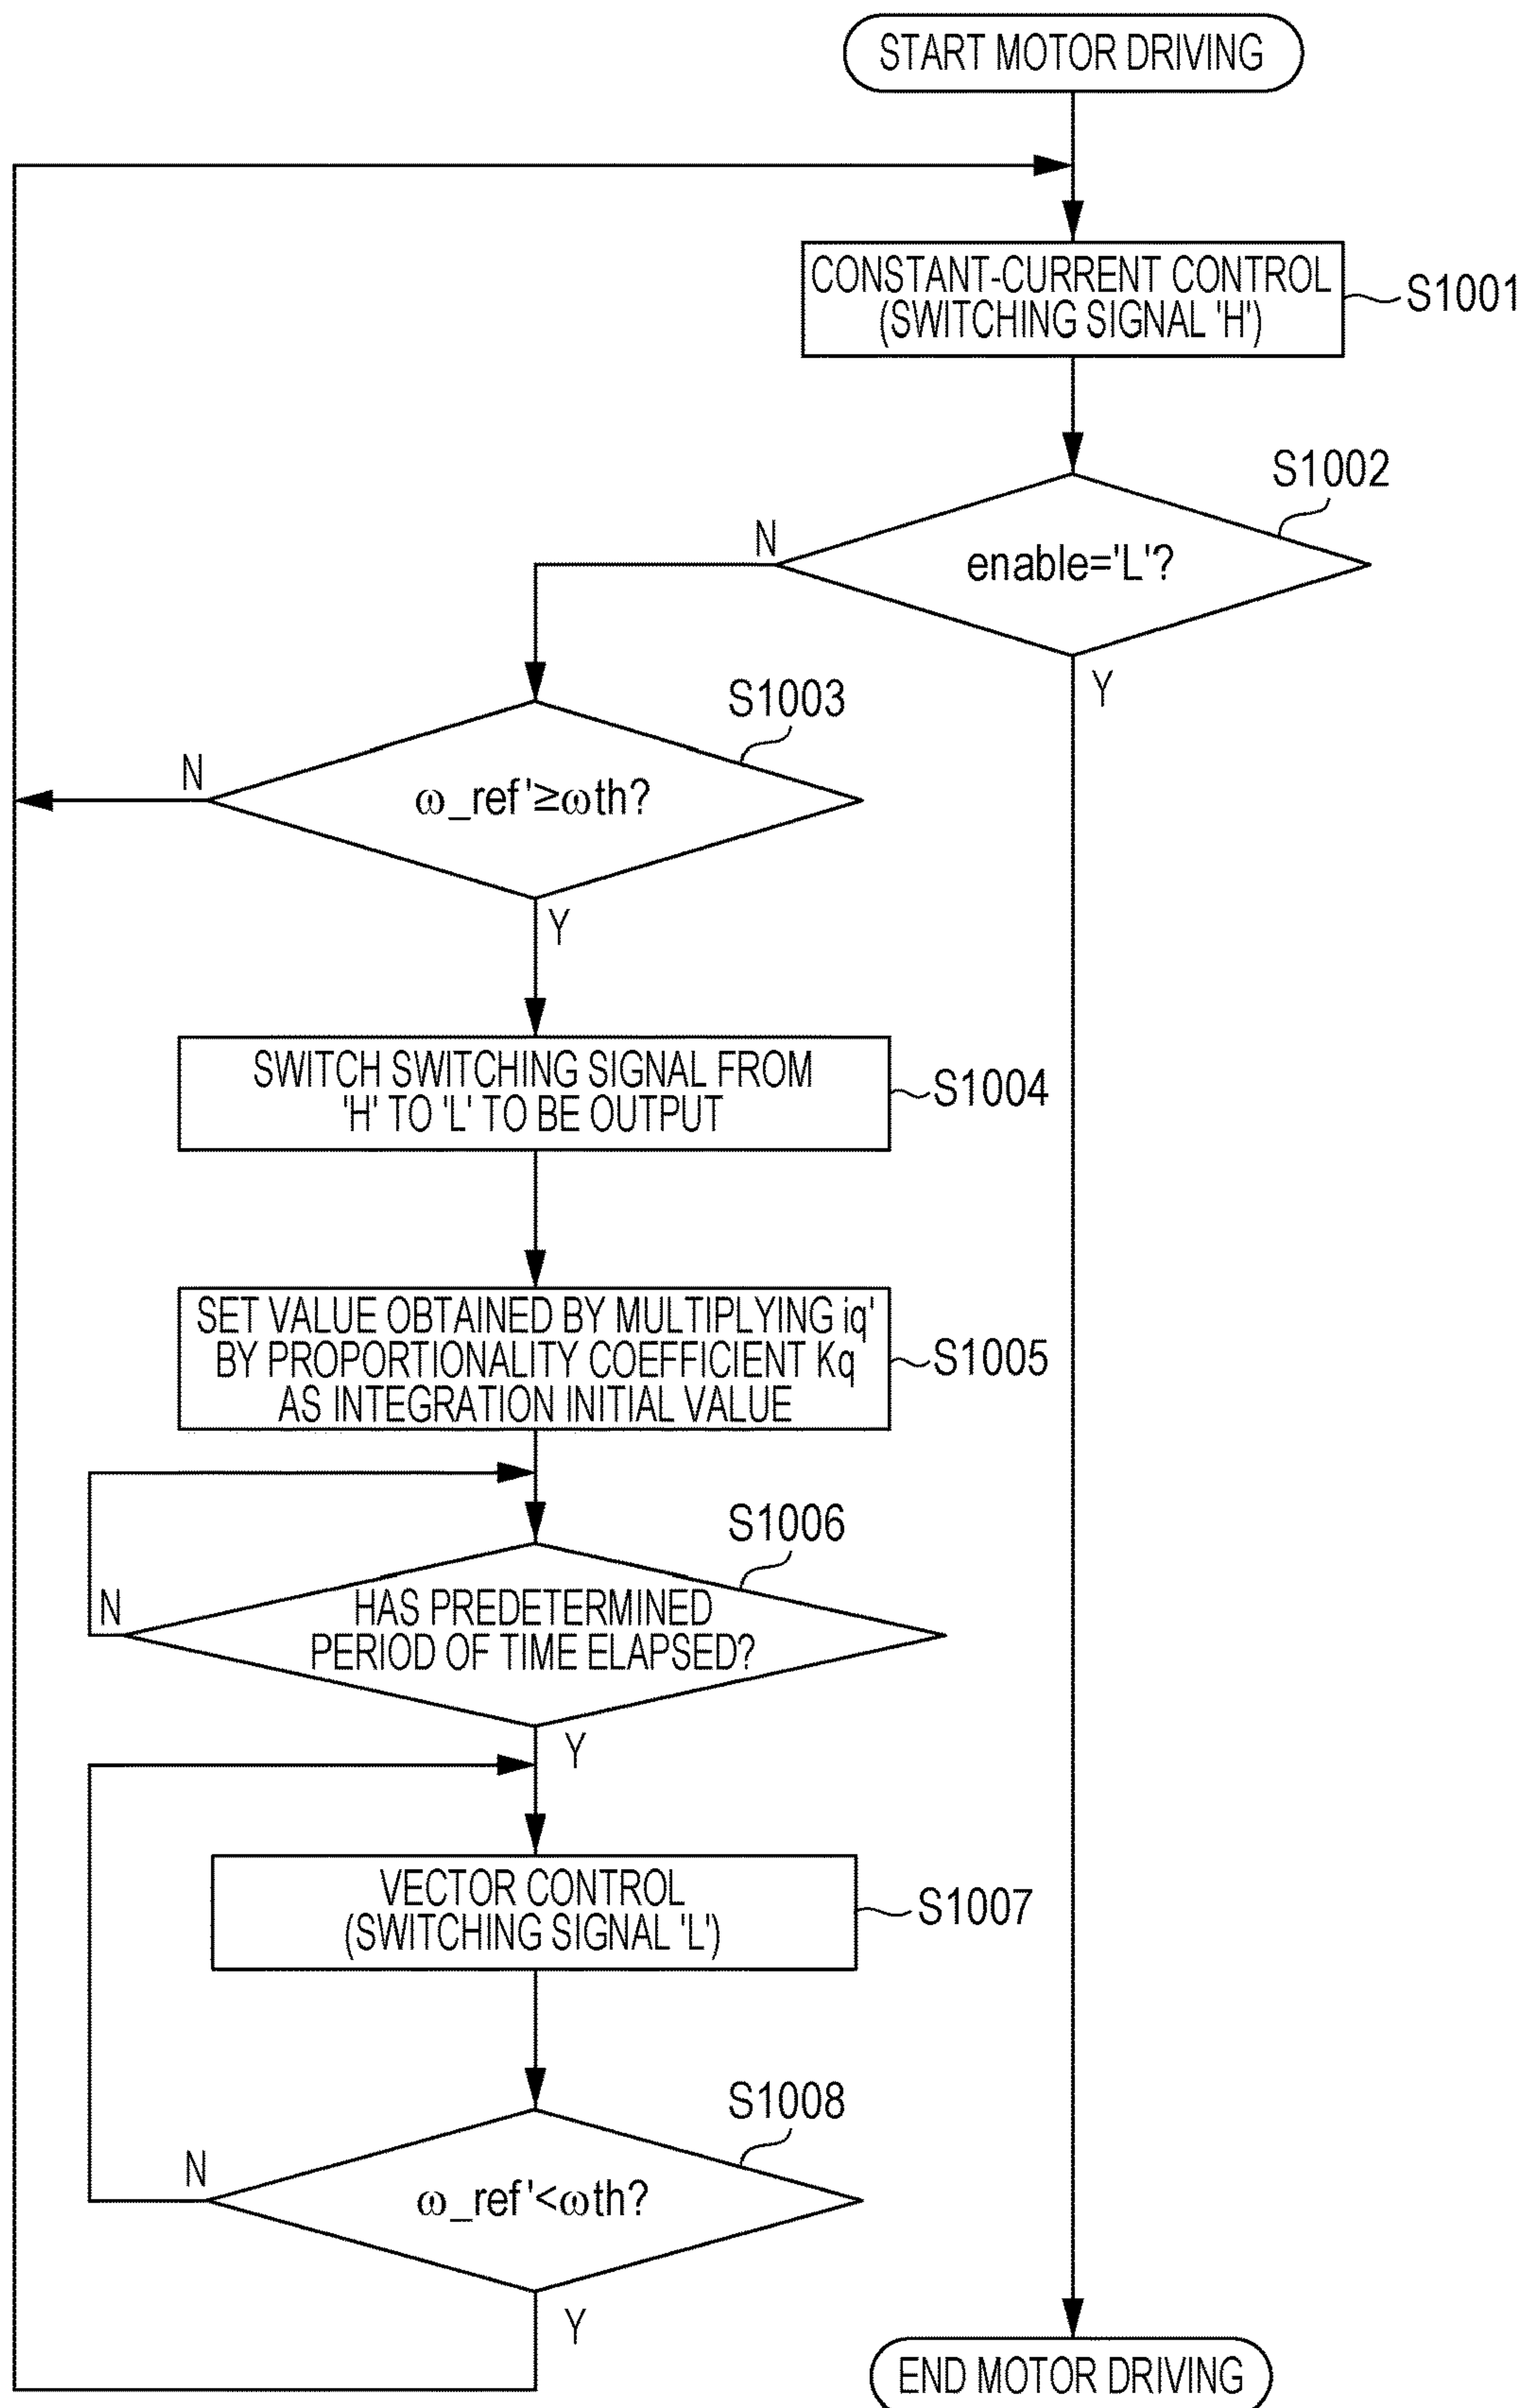 START MOTOR DRIVING
CONSTANT-CURRENT CONTROL
(SWITCHING SIGNAL 'H')
S1001
S1002
enable='L'?
N
Y
S1003
ω_ref'≥ωth?
N
Y
SWITCH SWITCHING SIGNAL FROM
'H' TO 'L' TO BE OUTPUT
S1004
SET VALUE OBTAINED BY MULTIPLYING iq'
BY PROPORTIONALITY COEFFICIENT Kq
AS INTEGRATION INITIAL VALUE
S1005
S1006
HAS PREDETERMINED
PERIOD OF TIME ELAPSED?
N
Y
VECTOR CONTROL
(SWITCHING SIGNAL 'L')
S1007
S1008
ω_ref'<ωth?
N
Y
END MOTOR DRIVING